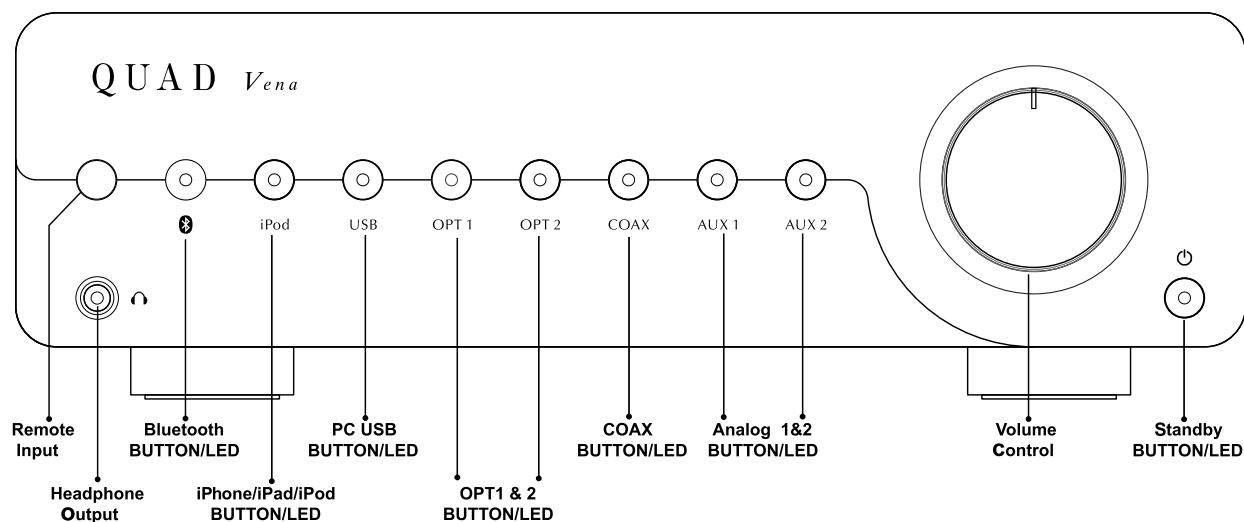 QUAD Vena
iPod USB OPT 1 OPT 2 COAX AUX 1 AUX 2
Remote
Input
Bluetooth
BUTTON/LED
PC USB
BUTTON/LED
COAX
BUTTON/LED
Analog 1&2
BUTTON/LED
Volume
Control
Standby
BUTTON/LED
Headphone
Output
iPhone/iPad/iPod
BUTTON/LED
OPT1 & 2
BUTTON/LED